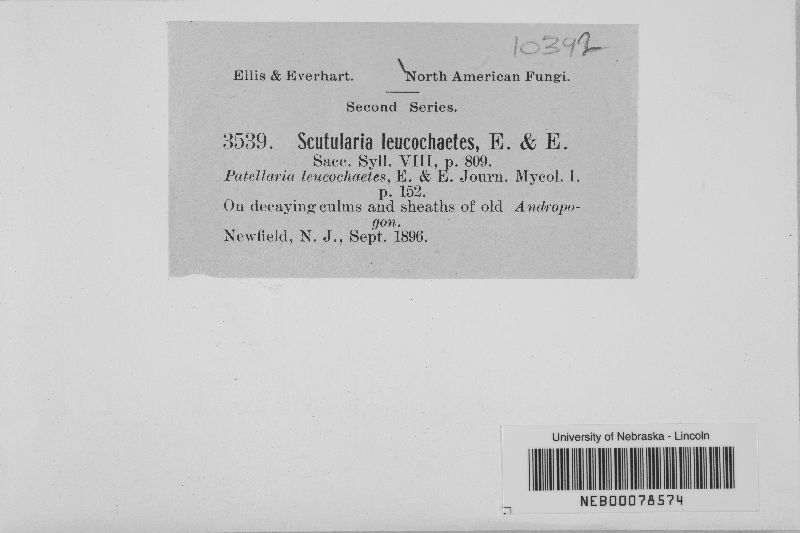 10392
Ellis & Everhart. North American Fungi.
Second Series.
3539. Scutularia leucochaetes, E. & E.
Sacc. Syll. VIII, p. 809.
Patellaria leucochaetes, E. & E. Journ. Mycol. I.
p. 152.
On decaying culms and sheaths of old Andropo-
gon.
Newfield, N. J., Sept. 1896.
University of Nebraska - Lincoln
NEB00078574